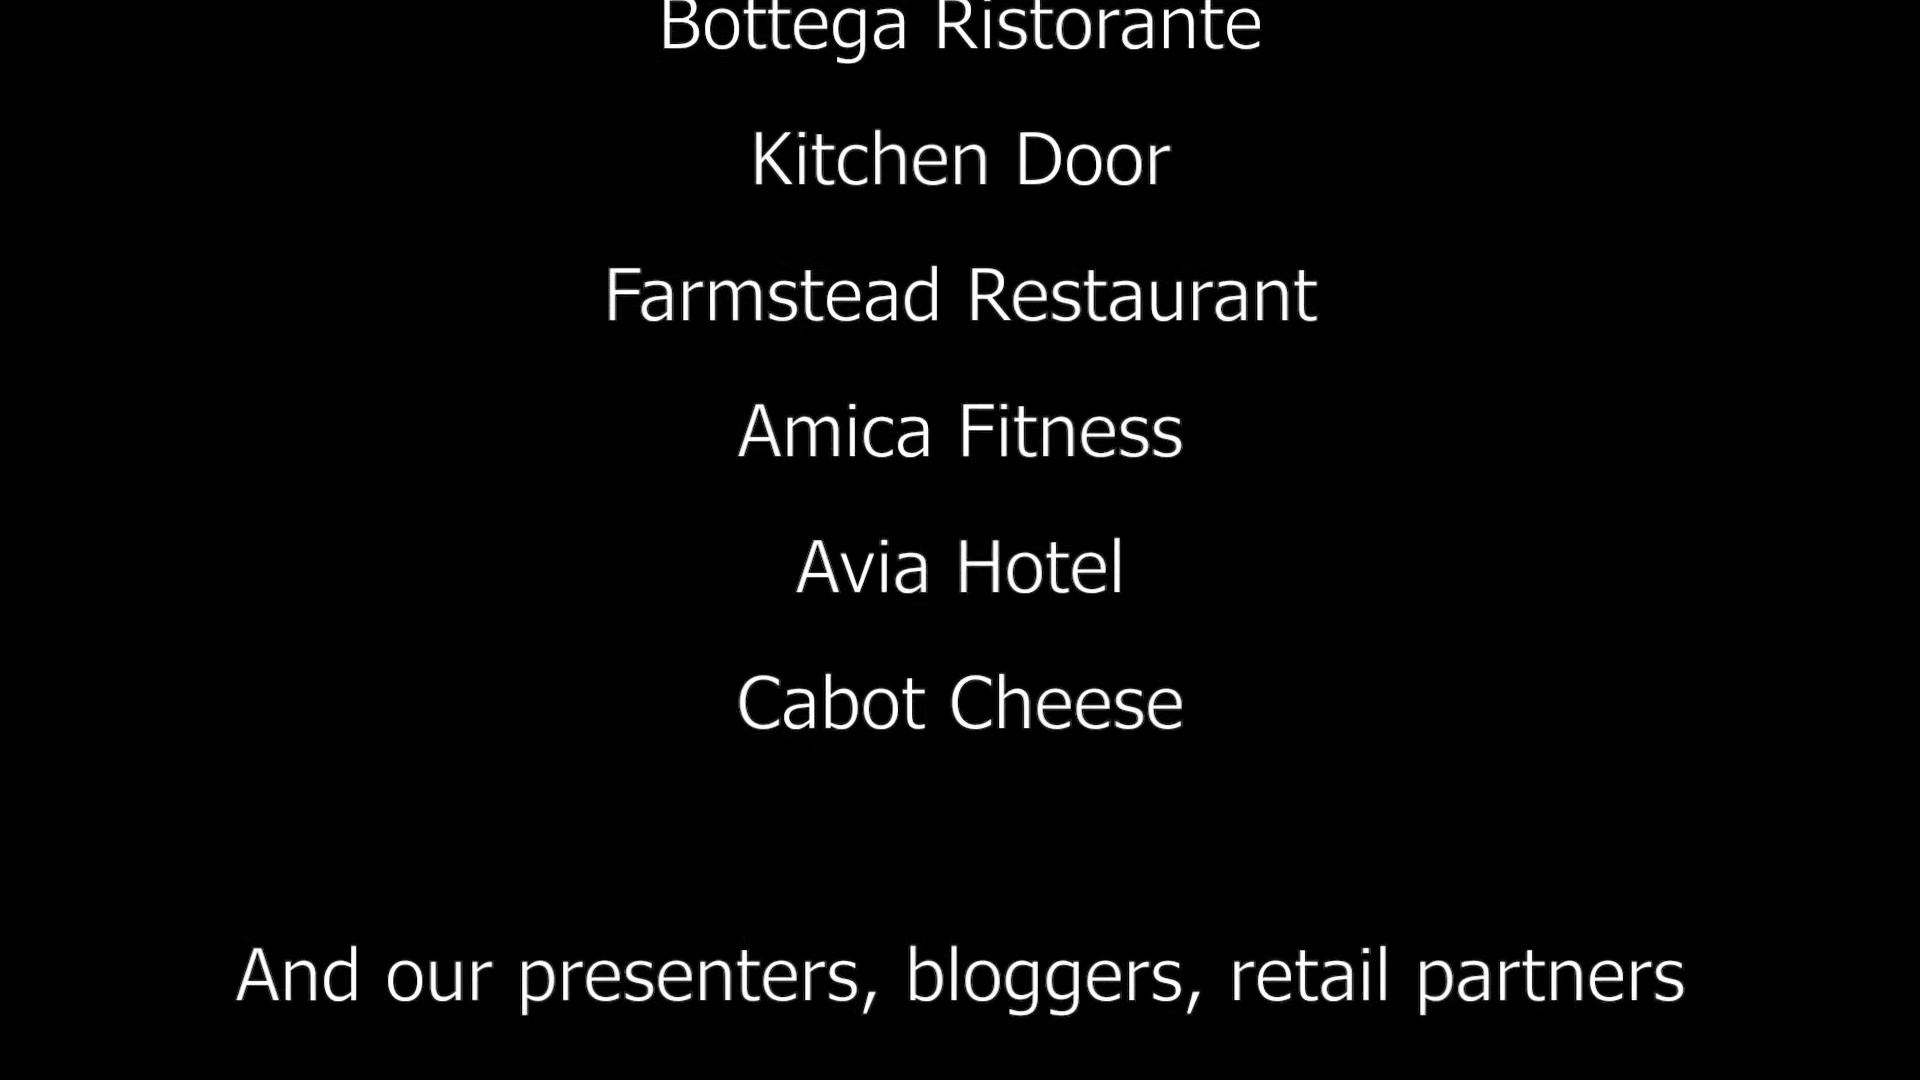 Bottega Ristorante
Kitchen Door
Farmstead Restaurant
Amica Fitness
Avia Hotel
Cabot Cheese
And our presenters, bloggers, retail partners